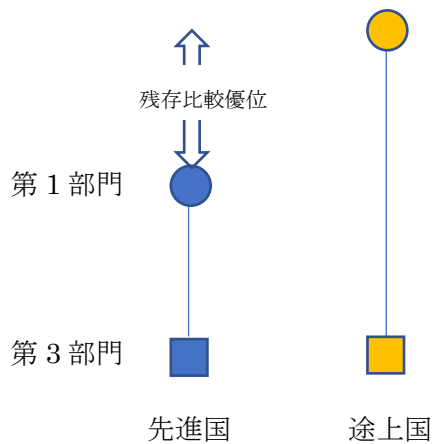 残存比較優位
第1部門
第3部門
先進国
途上国